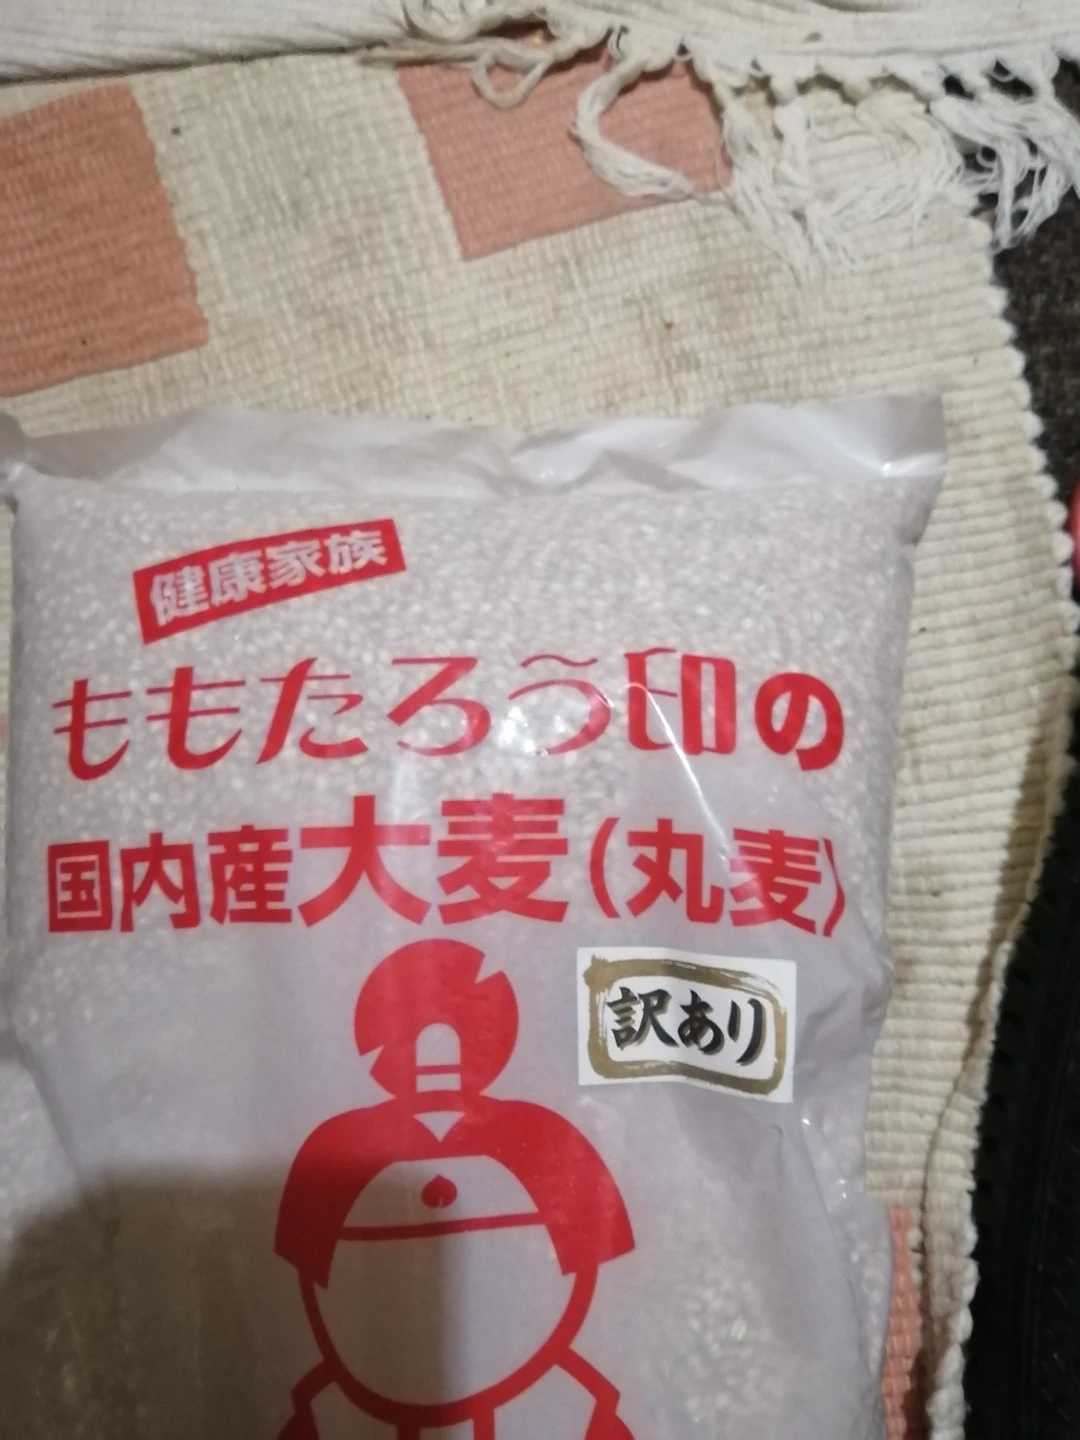 健康家族
ももたろう印の
国内産大麦(丸麦)
訳あり